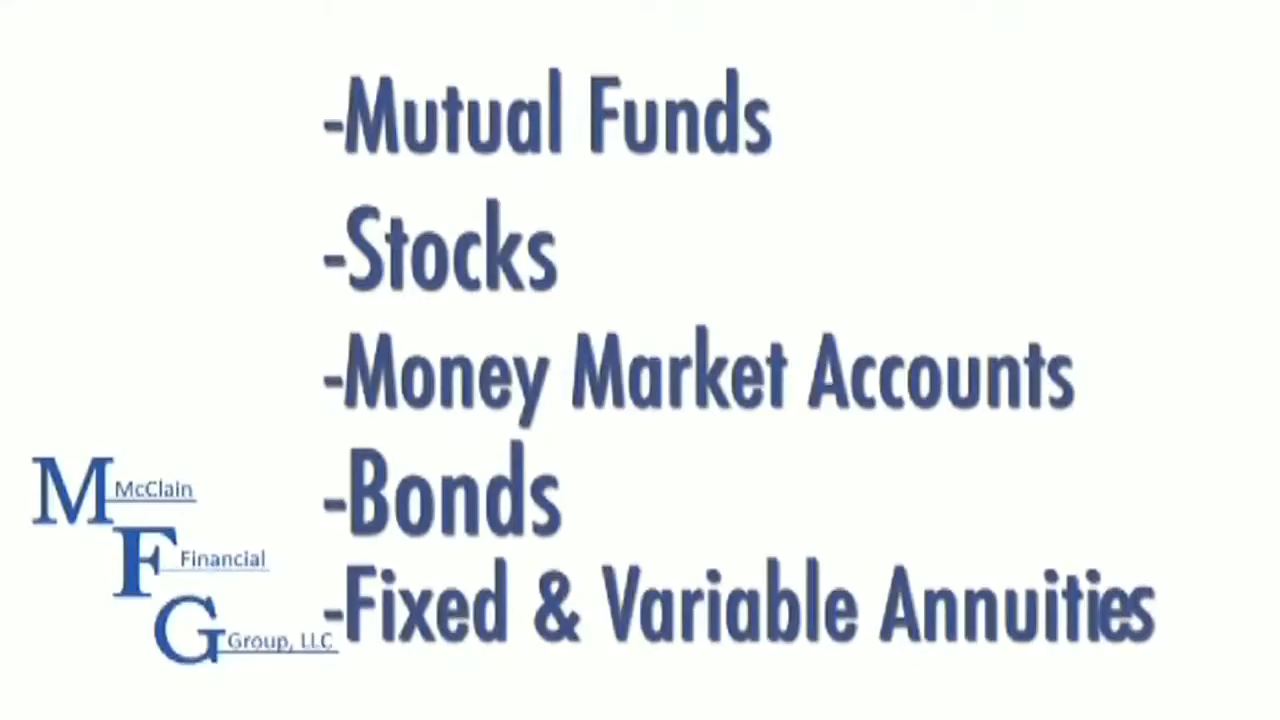 -Mutual Funds
-Stocks
-Money Market Accounts
-Bonds
-Fixed & Variable Annuities
M McClain
F Financial
G Group, LLC